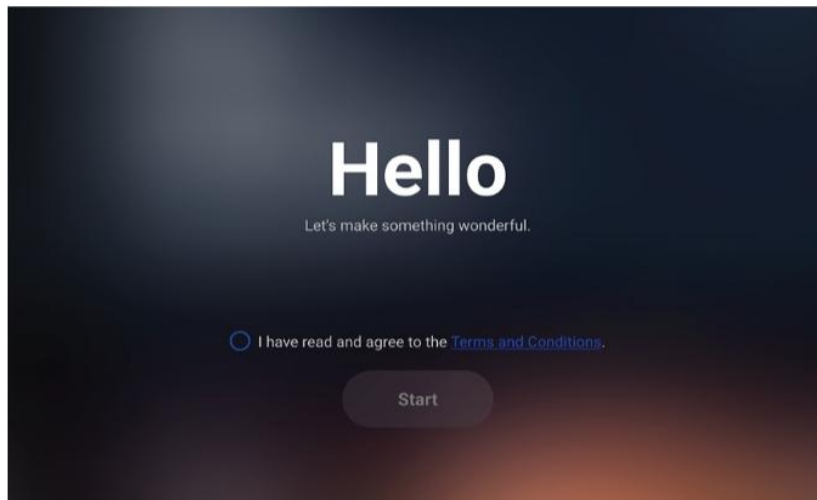 Hello
Let's make something wonderful.
I have read and agree to the Terms and Conditions.
Start